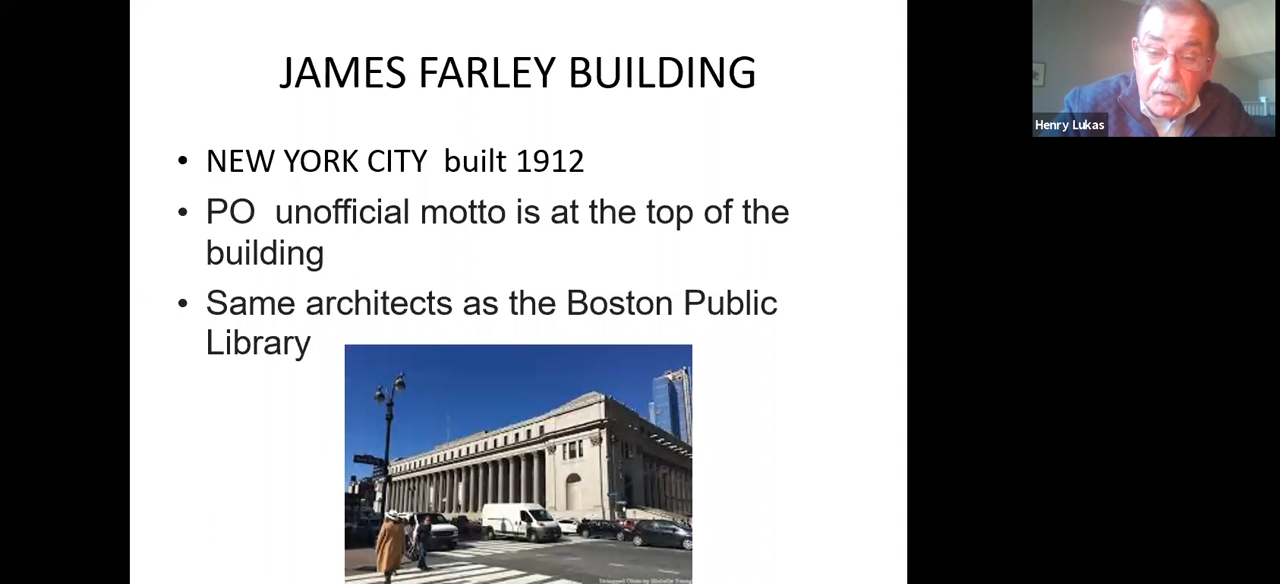 JAMES FARLEY BUILDING
• NEW YORK CITY built 1912
• PO unofficial motto is at the top of the
building
• Same architects as the Boston Public
Library
Henry Lukas